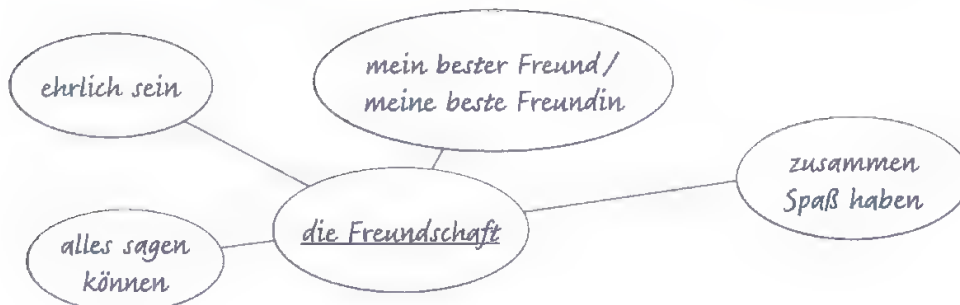 ehrlich sein
mein bester Freund /
meine beste Freundin
zusammen
Spaß haben
die Freundschaft
alles sagen
können